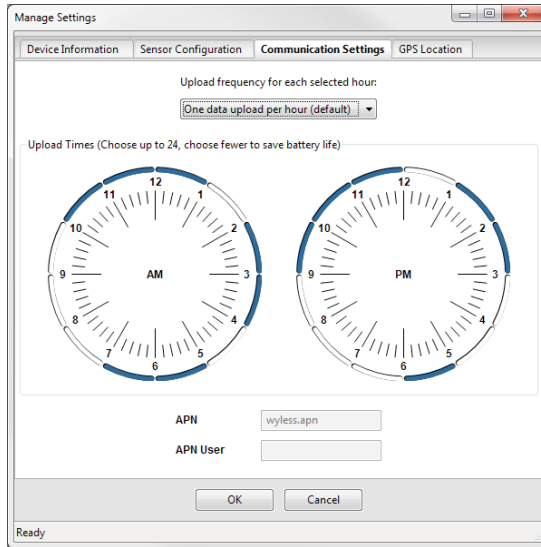 Manage Settings
Device Information Sensor Configuration Communication Settings GPS Location
Upload frequency for each selected hour:
One data upload per hour (default)
Upload Times (Choose up to 24, choose fewer to save battery life)
12
11 1
10 2
9 AM 3
8 4
7 5
6
12
11 1
10 2
9 PM 3
8 4
7 5
6
APN wyless.apn
APN User
OK Cancel
Ready